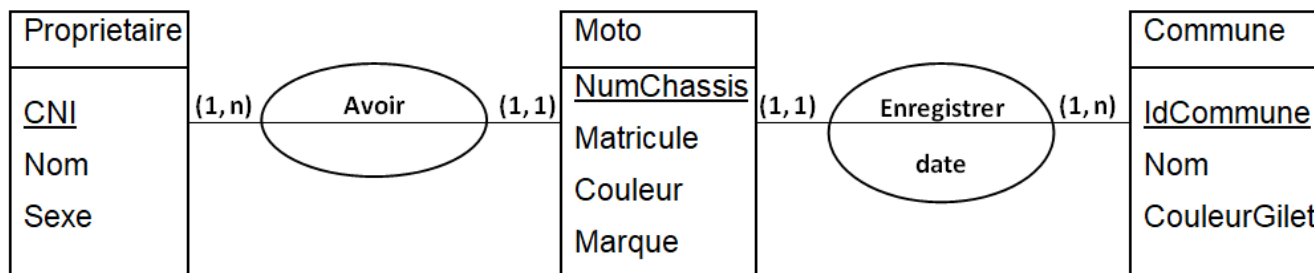 Proprietaire
CNI
Nom
Sexe
(1, n)
Avoir
(1, 1)
Moto
NumChassis
Matricule
Couleur
Marque
(1, 1)
Enregistrer
date
(1, n)
Commune
IdCommune
Nom
CouleurGilet